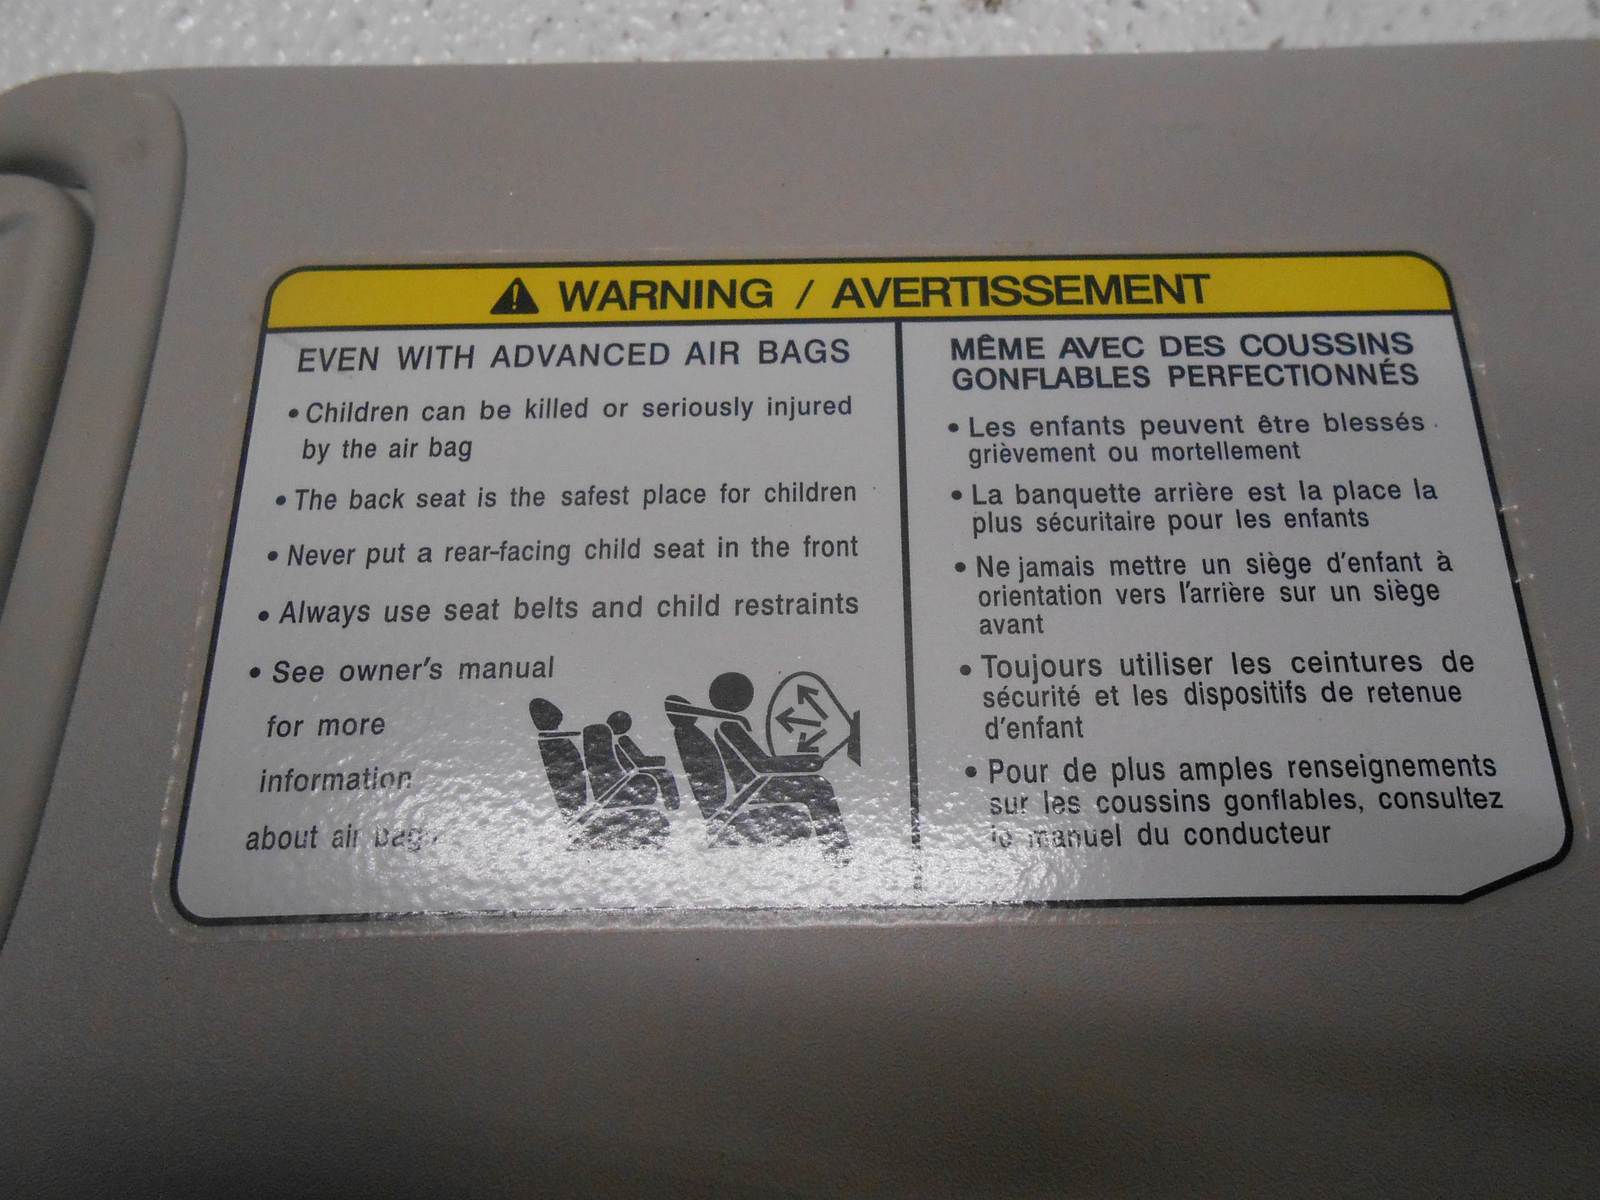 WARNING / AVERTISSEMENT
EVEN WITH ADVANCED AIR BAGS
• Children can be killed or seriously injured
by the air bag
• The back seat is the safest place for children
• Never put a rear-facing child seat in the front
• Always use seat belts and child restraints
• See owner's manual
for more
information
about air bags
MÊME AVEC DES COUSSINS
GONFLABLES PERFECTIONNÉS
• Les enfants peuvent être blessés
grièvement ou mortellement
• La banquette arrière est la place la
plus sécuritaire pour les enfants
• Ne jamais mettre un siège d'enfant à
orientation vers l'arrière sur un siège
avant
• Toujours utiliser les ceintures de
sécurité et les dispositifs de retenue
d'enfant
• Pour de plus amples renseignements
sur les coussins gonflables, consultez
le manuel du conducteur